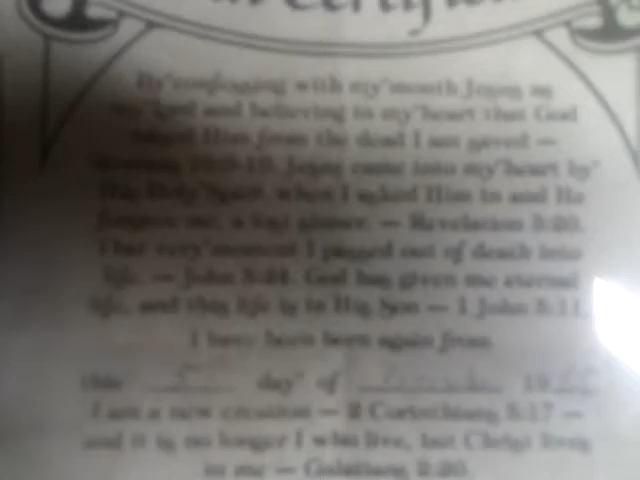 By confessing with my mouth Jesus as
my Lord and believing in my heart that God
raised Him from the dead I am saved —
Romans 10:9-10. Jesus came into my heart by
His Holy Spirit, when I asked Him in and He
forgave me, a lost sinner. — Revelation 3:20.
That very moment I passed out of death into
life. — John 5:24. God has given me eternal
life, and this life is in His Son — 1 John 5:11.
I have been born again from
this day of 19
I am a new creation — 2 Corinthians 5:17 —
and it is no longer I who live, but Christ lives
in me — Galatians 2:20.